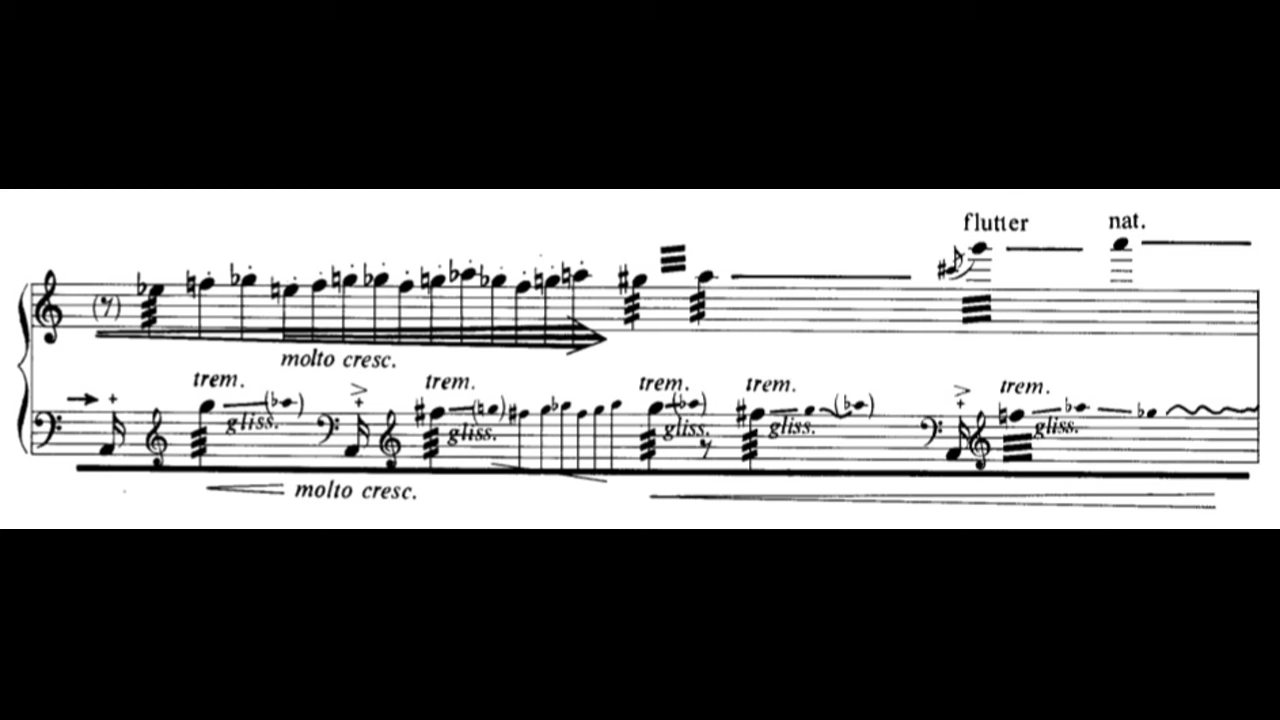 flutter nat.
molto cresc.
trem. trem. trem. trem. trem.
gliss. gliss. gliss. gliss. gliss.
molto cresc.